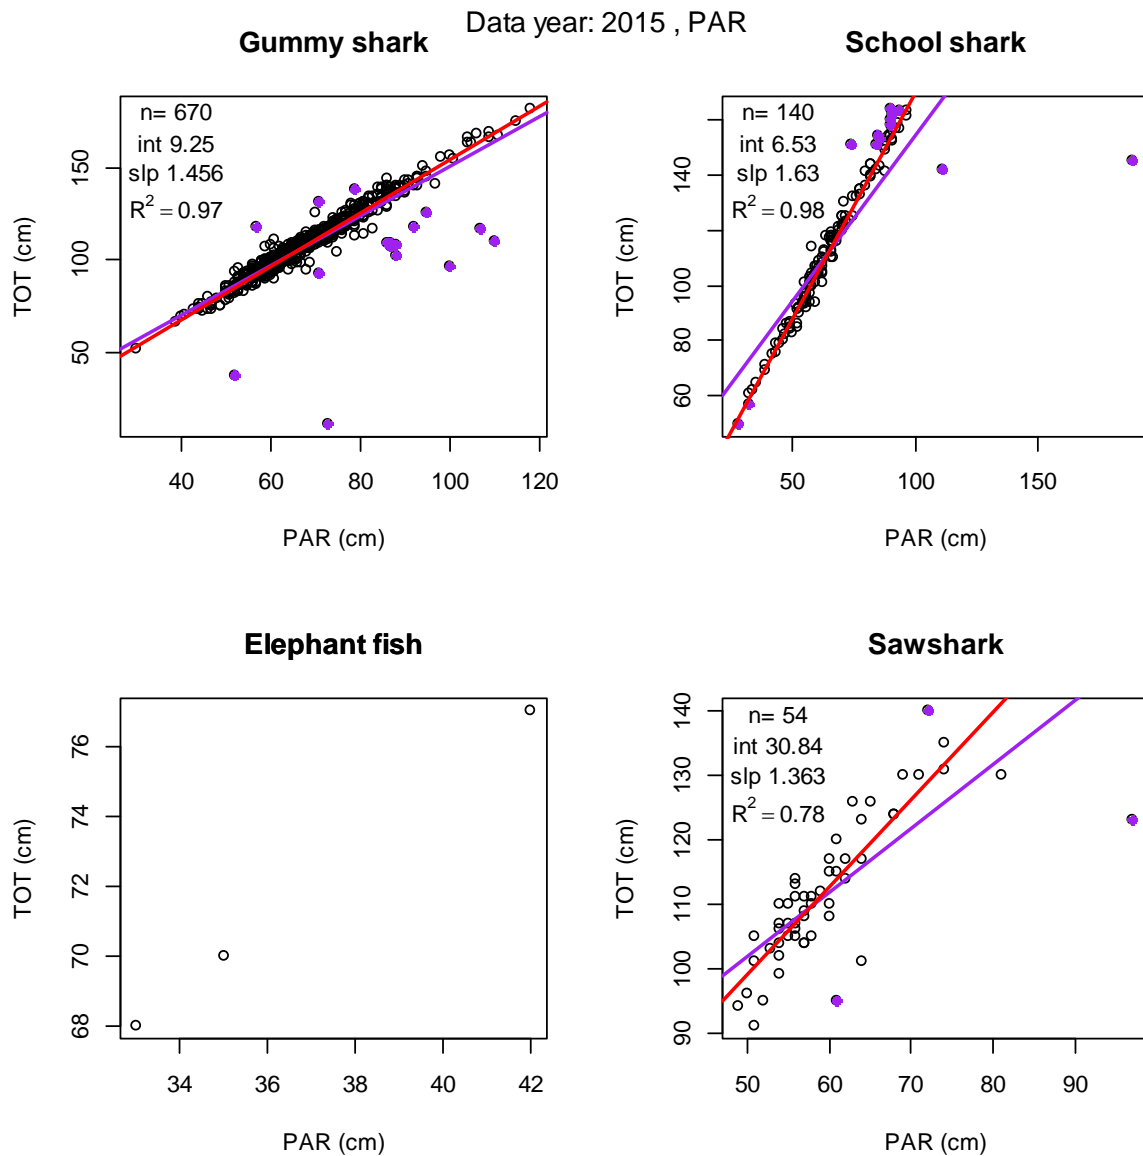 Data year: 2015 , PAR
Gummy shark
n= 670
int 9.25
slp 1.456
R² = 0.97
TOT (cm)
150
100
50
40 60 80 100 120
PAR (cm)
School shark
n= 140
int 6.53
slp 1.63
R² = 0.98
TOT (cm)
140
100
80
60
50 100 150
PAR (cm)
Elephant fish
TOT (cm)
76
74
72
70
68
34 36 38 40 42
PAR (cm)
Sawshark
n= 54
int 30.84
slp 1.363
R² = 0.78
TOT (cm)
140
130
120
110
100
90
50 60 70 80 90
PAR (cm)